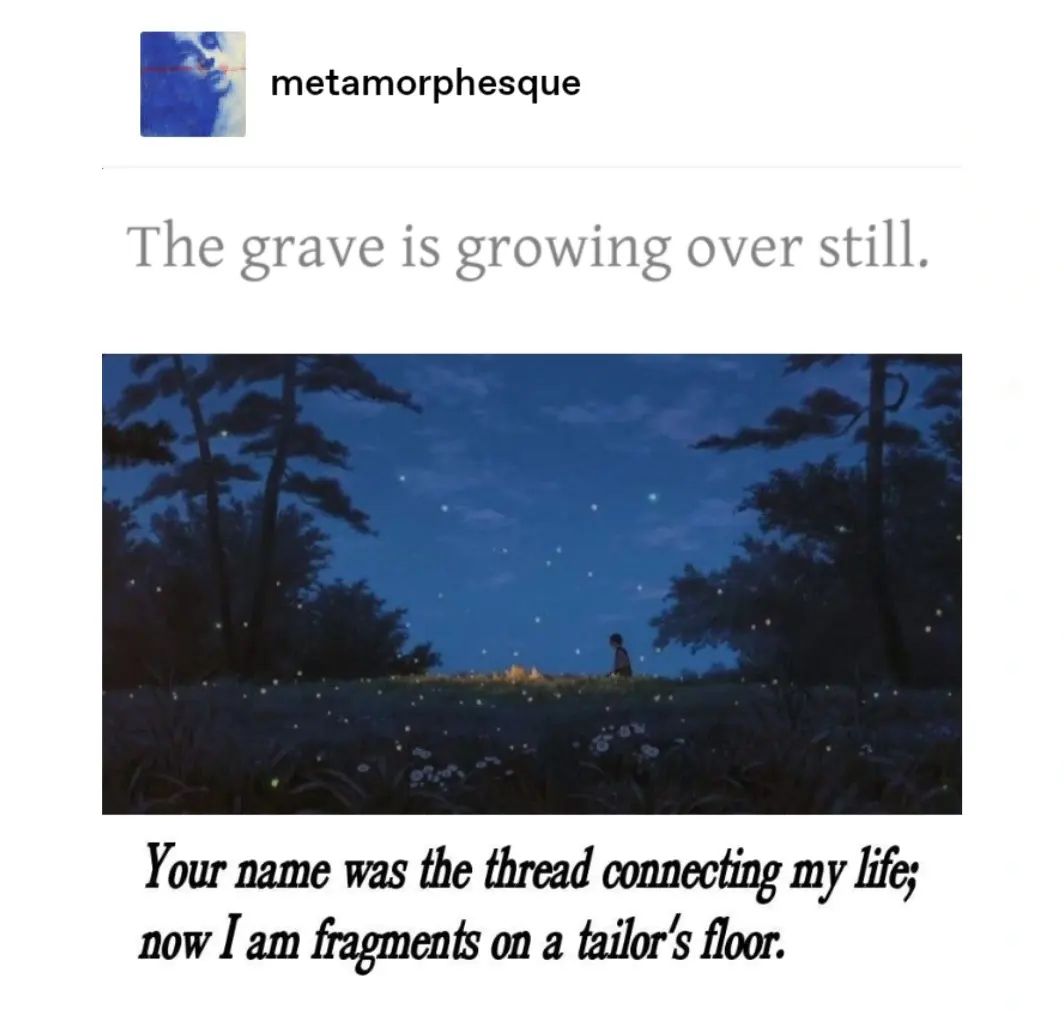 metamorphesque
The grave is growing over still.
Your name was the thread connecting my life;
now I am fragments on a tailor's floor.